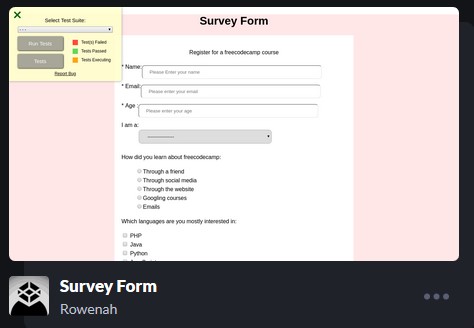 Survey Form
Select Test Suite:
---
Run Tests
Test(s) Failed
Tests Passed
Tests
Tests Executing
Report Bug
Register for a freecodecamp course
* Name:
Please Enter your name
* Email:
Please enter your email
* Age :
Please enter your age
I am a:
How did you learn about freecodecamp:
Through a friend
Through social media
Through the website
Googling courses
Emails
Which languages are you mostly interested in:
PHP
Java
Python
Survey Form
Rowenah